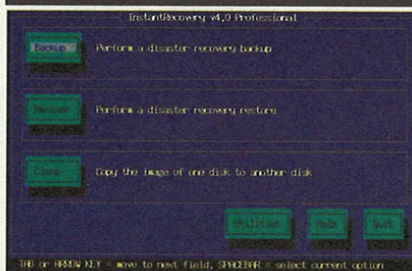 InstantRecovery v4.0 Professional
Backup
Perform a disaster recovery backup
Recover
Perform a disaster recovery restore
Clone
Copy the image of one disk to another disk
Utilities
Help
Quit
TAB or ARROW KEY = move to next field, SPACEBAR = select current option